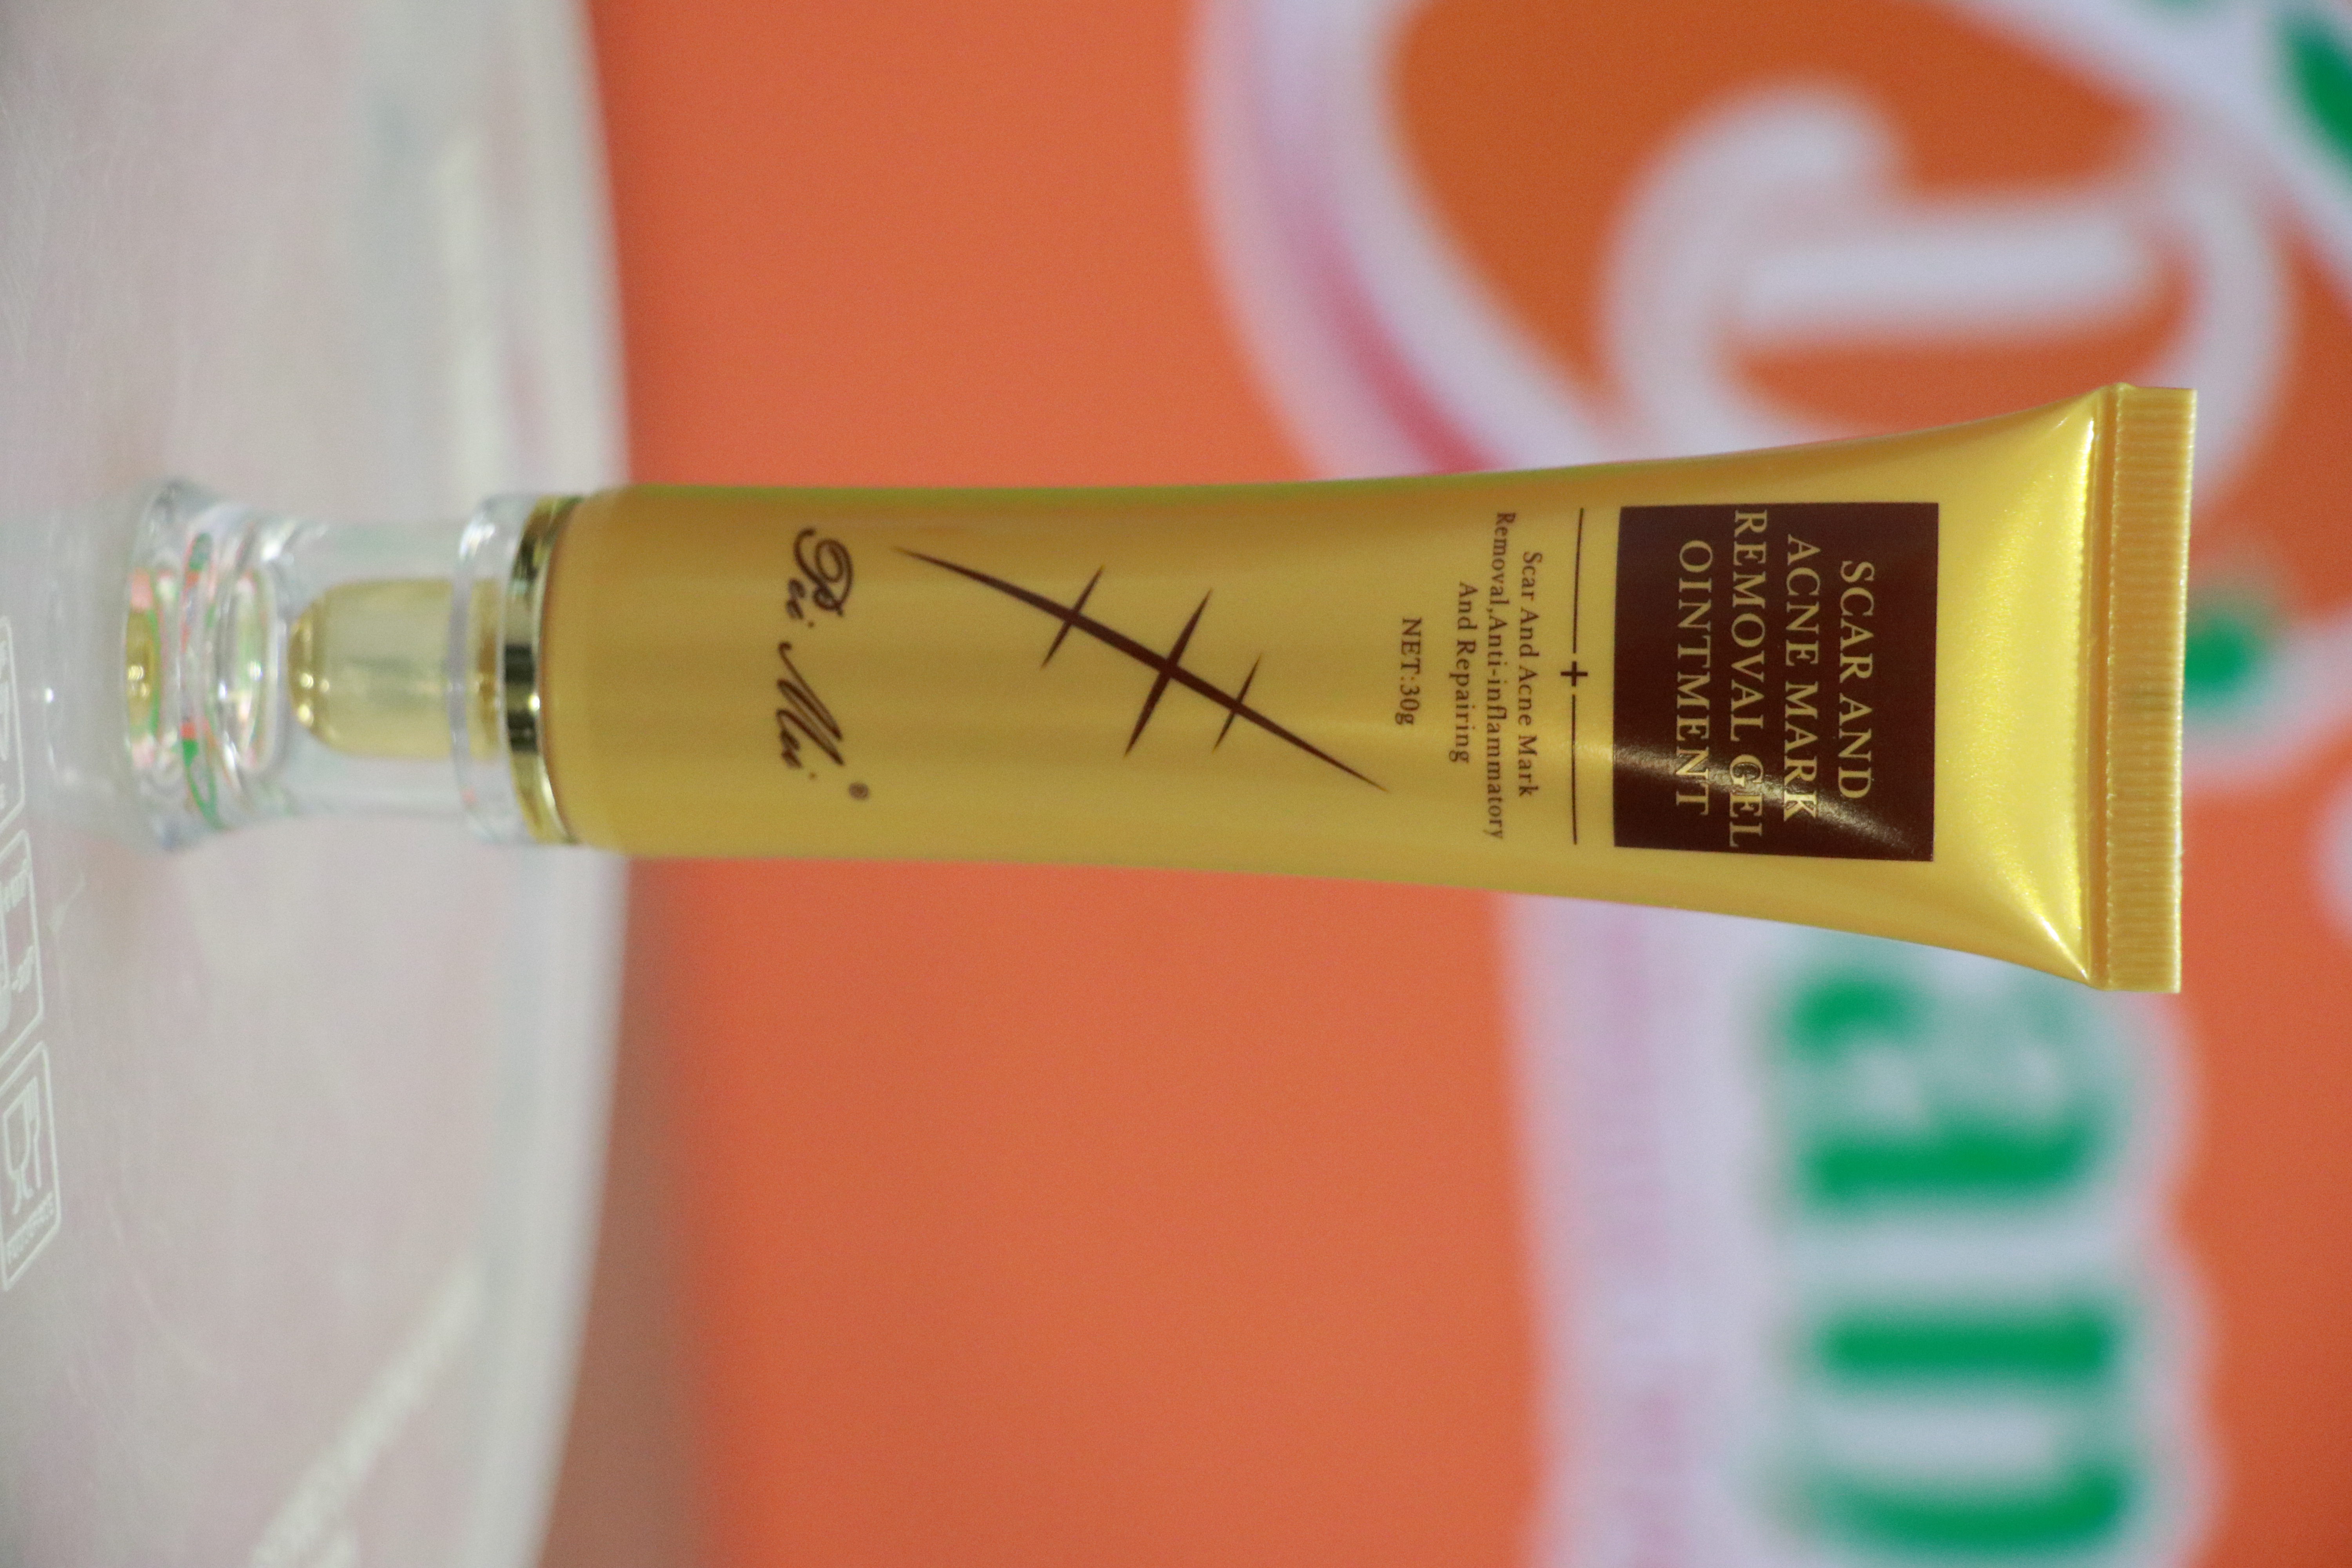 SCAR AND
ACNE MARK
REMOVAL GEL
OINTMENT
Scar And Acne Mark
Removal,Anti-inflammatory
And Repairing
NET:30g
Pei Mei®